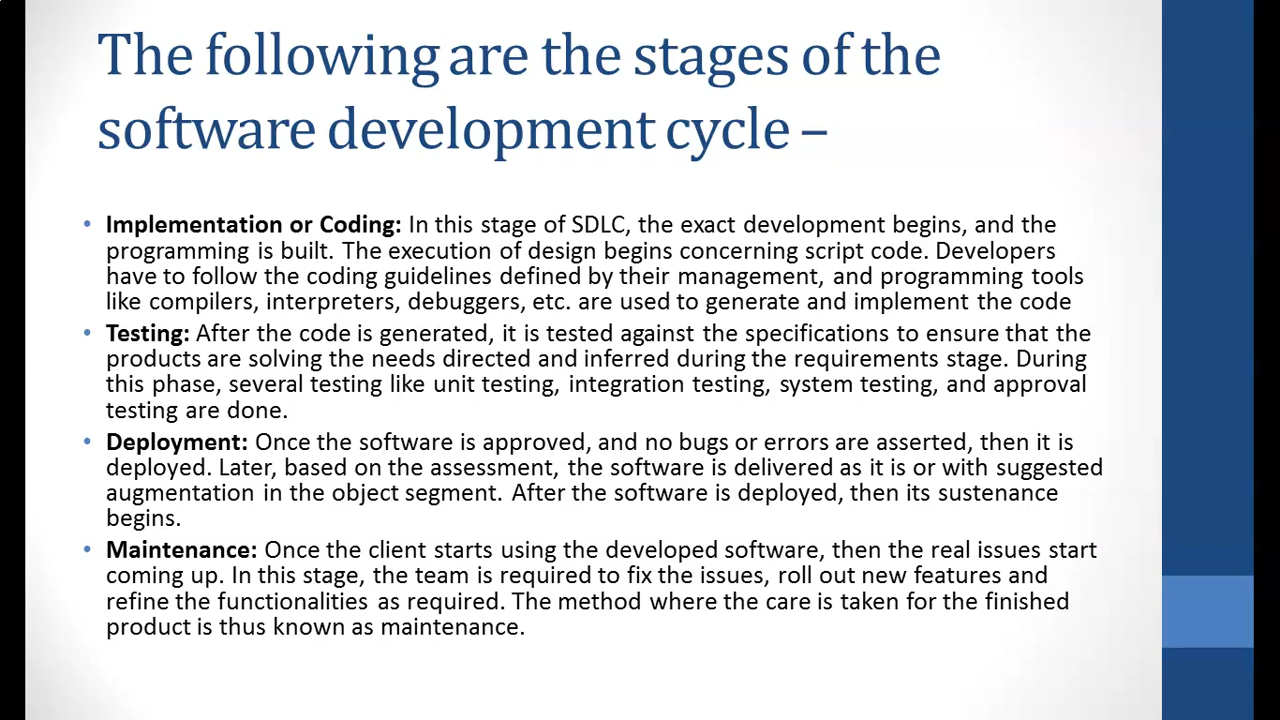 The following are the stages of the
software development cycle –
• Implementation or Coding: In this stage of SDLC, the exact development begins, and the
programming is built. The execution of design begins concerning script code. Developers
have to follow the coding guidelines defined by their management, and programming tools
like compilers, interpreters, debuggers, etc. are used to generate and implement the code
• Testing: After the code is generated, it is tested against the specifications to ensure that the
products are solving the needs directed and inferred during the requirements stage. During
this phase, several testing like unit testing, integration testing, system testing, and approval
testing are done.
• Deployment: Once the software is approved, and no bugs or errors are asserted, then it is
deployed. Later, based on the assessment, the software is delivered as it is or with suggested
augmentation in the object segment. After the software is deployed, then its sustenance
begins.
• Maintenance: Once the client starts using the developed software, then the real issues start
coming up. In this stage, the team is required to fix the issues, roll out new features and
refine the functionalities as required. The method where the care is taken for the finished
product is thus known as maintenance.